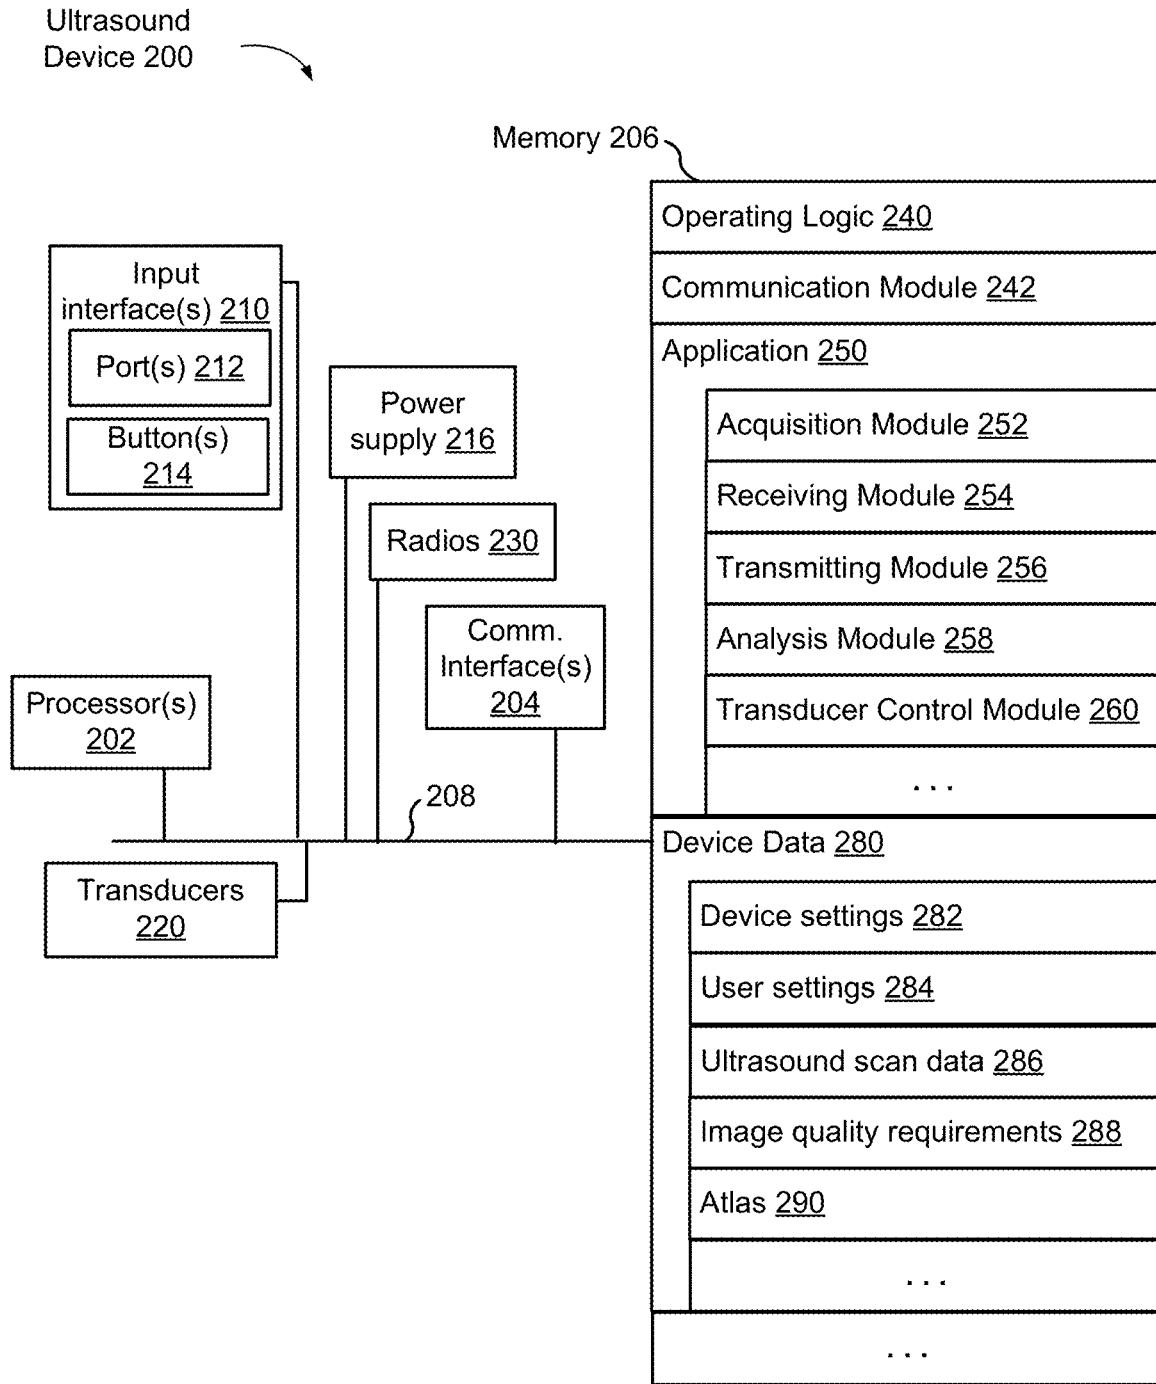 Ultrasound
Device 200
Memory 206
Operating Logic 240
Communication Module 242
Application 250
Acquisition Module 252
Receiving Module 254
Transmitting Module 256
Analysis Module 258
Transducer Control Module 260
. . .
Device Data 280
Device settings 282
User settings 284
Ultrasound scan data 286
Image quality requirements 288
Atlas 290
. . .
. . .
Input
interface(s) 210
Port(s) 212
Button(s)
214
Power
supply 216
Radios 230
Comm.
Interface(s)
204
Processor(s)
202
208
Transducers
220